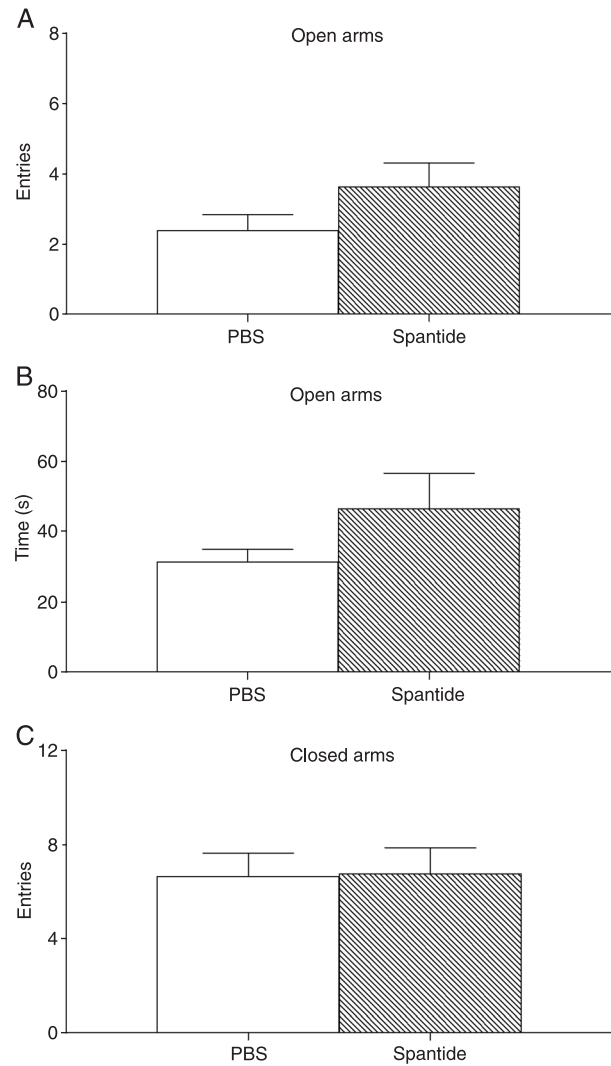 A
Open arms
8
6
4
2
0
Entries
PBS
Spantide
B
Open arms
80
60
40
20
0
Time (s)
PBS
Spantide
C
Closed arms
12
8
4
0
Entries
PBS
Spantide